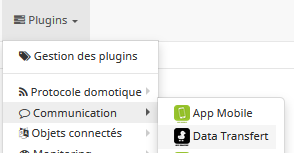 Plugins
Gestion des plugins
Protocole domotique
Communication
App Mobile
Objets connectés
Data Transfert
Monitoring